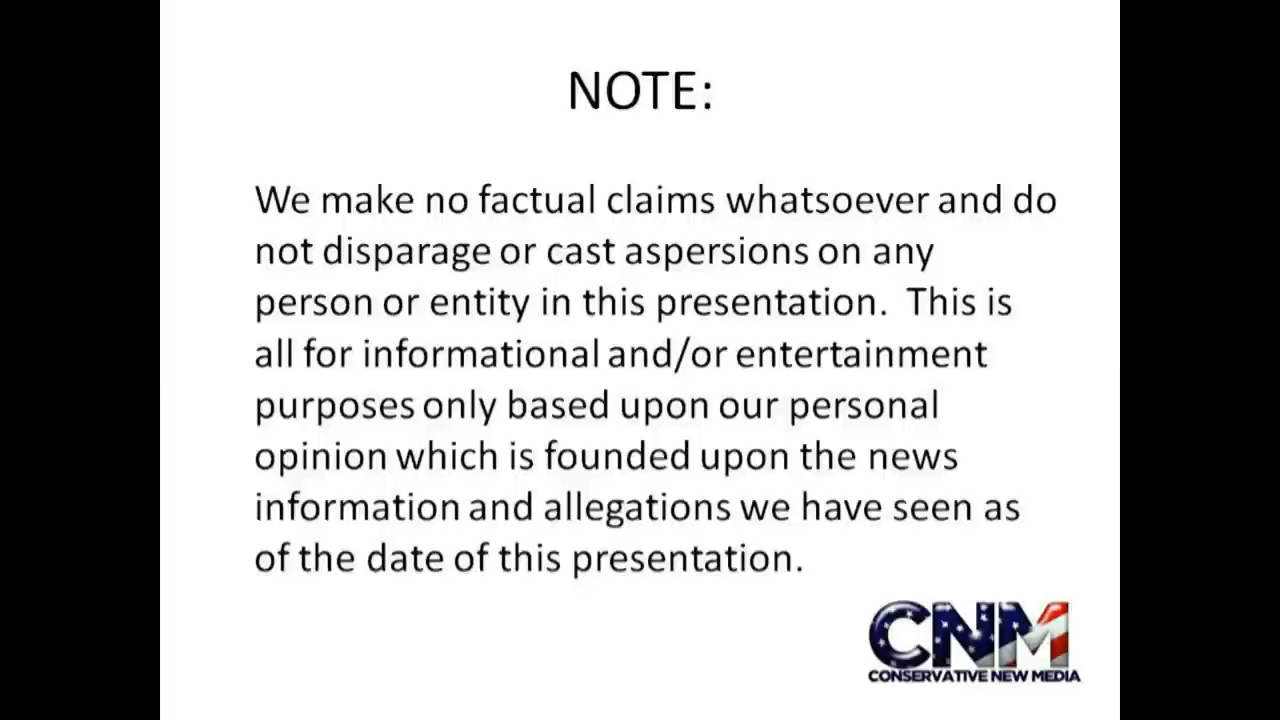 NOTE:
We make no factual claims whatsoever and do
not disparage or cast aspersions on any
person or entity in this presentation.  This is
all for informational and/or entertainment
purposes only based upon our personal
opinion which is founded upon the news
information and allegations we have seen as
of the date of this presentation.
CNM
CONSERVATIVE NEW MEDIA